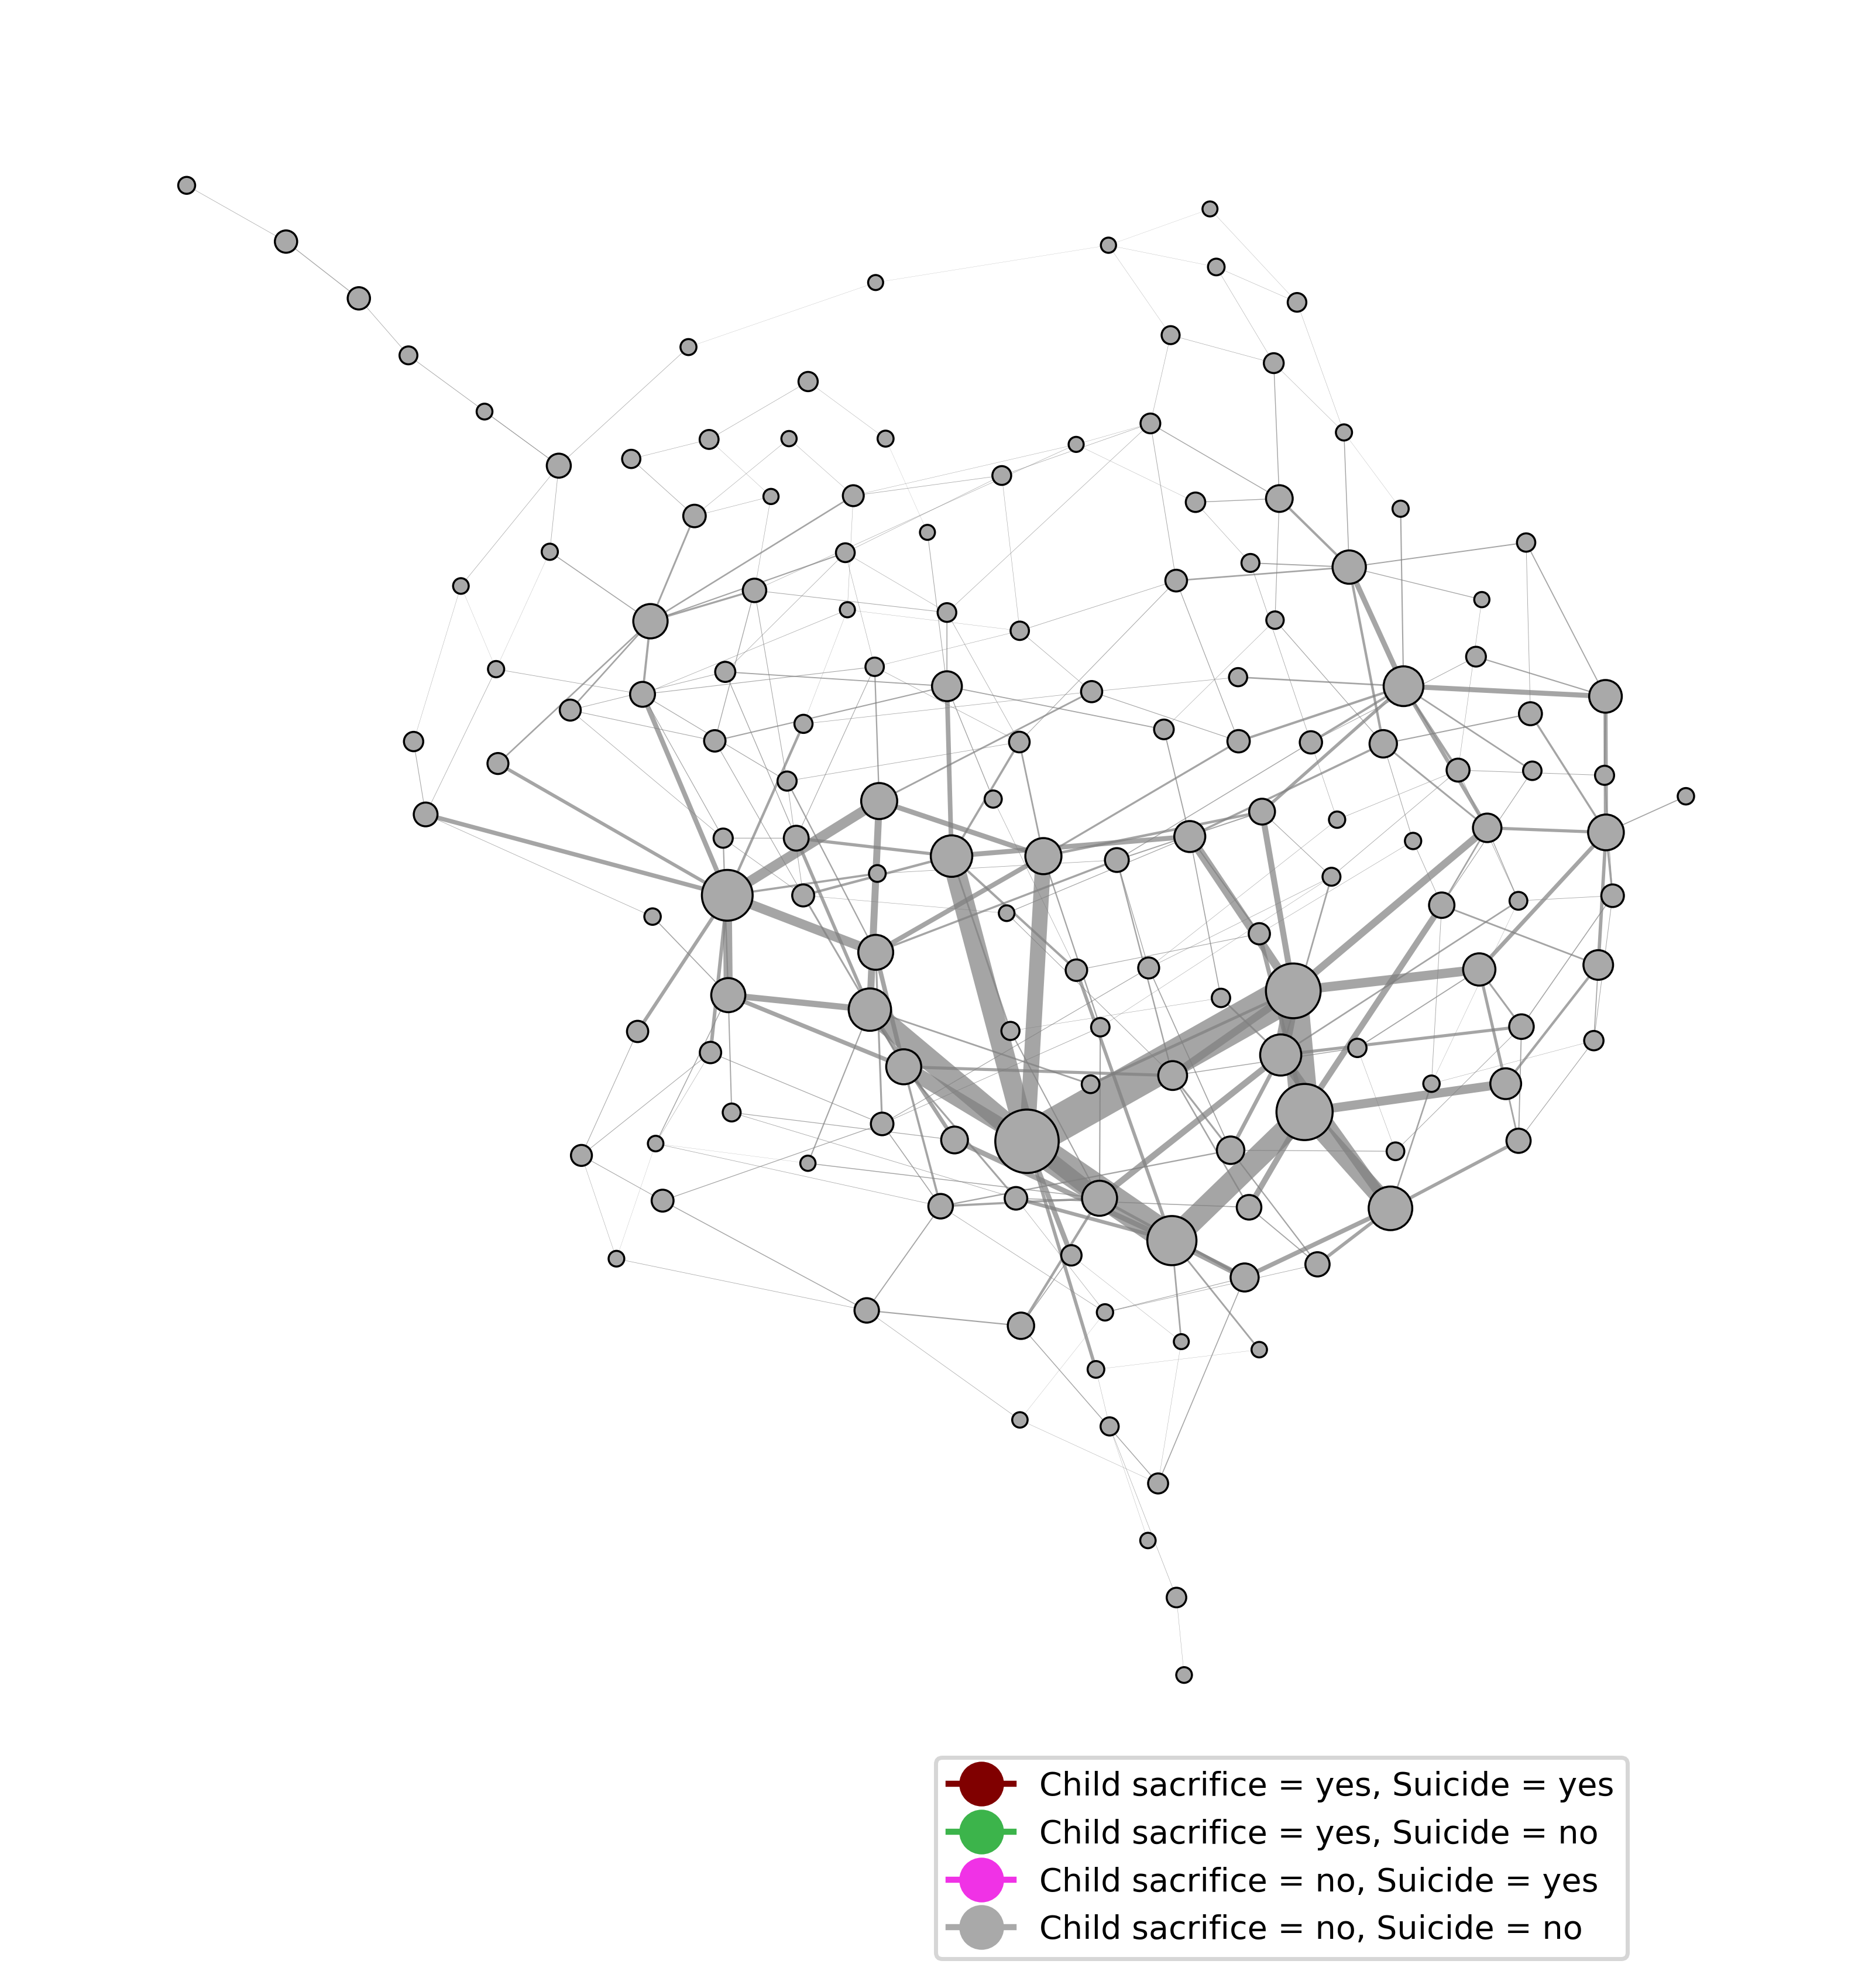 Child sacrifice = yes, Suicide = yes
Child sacrifice = yes, Suicide = no
Child sacrifice = no, Suicide = yes
Child sacrifice = no, Suicide = no